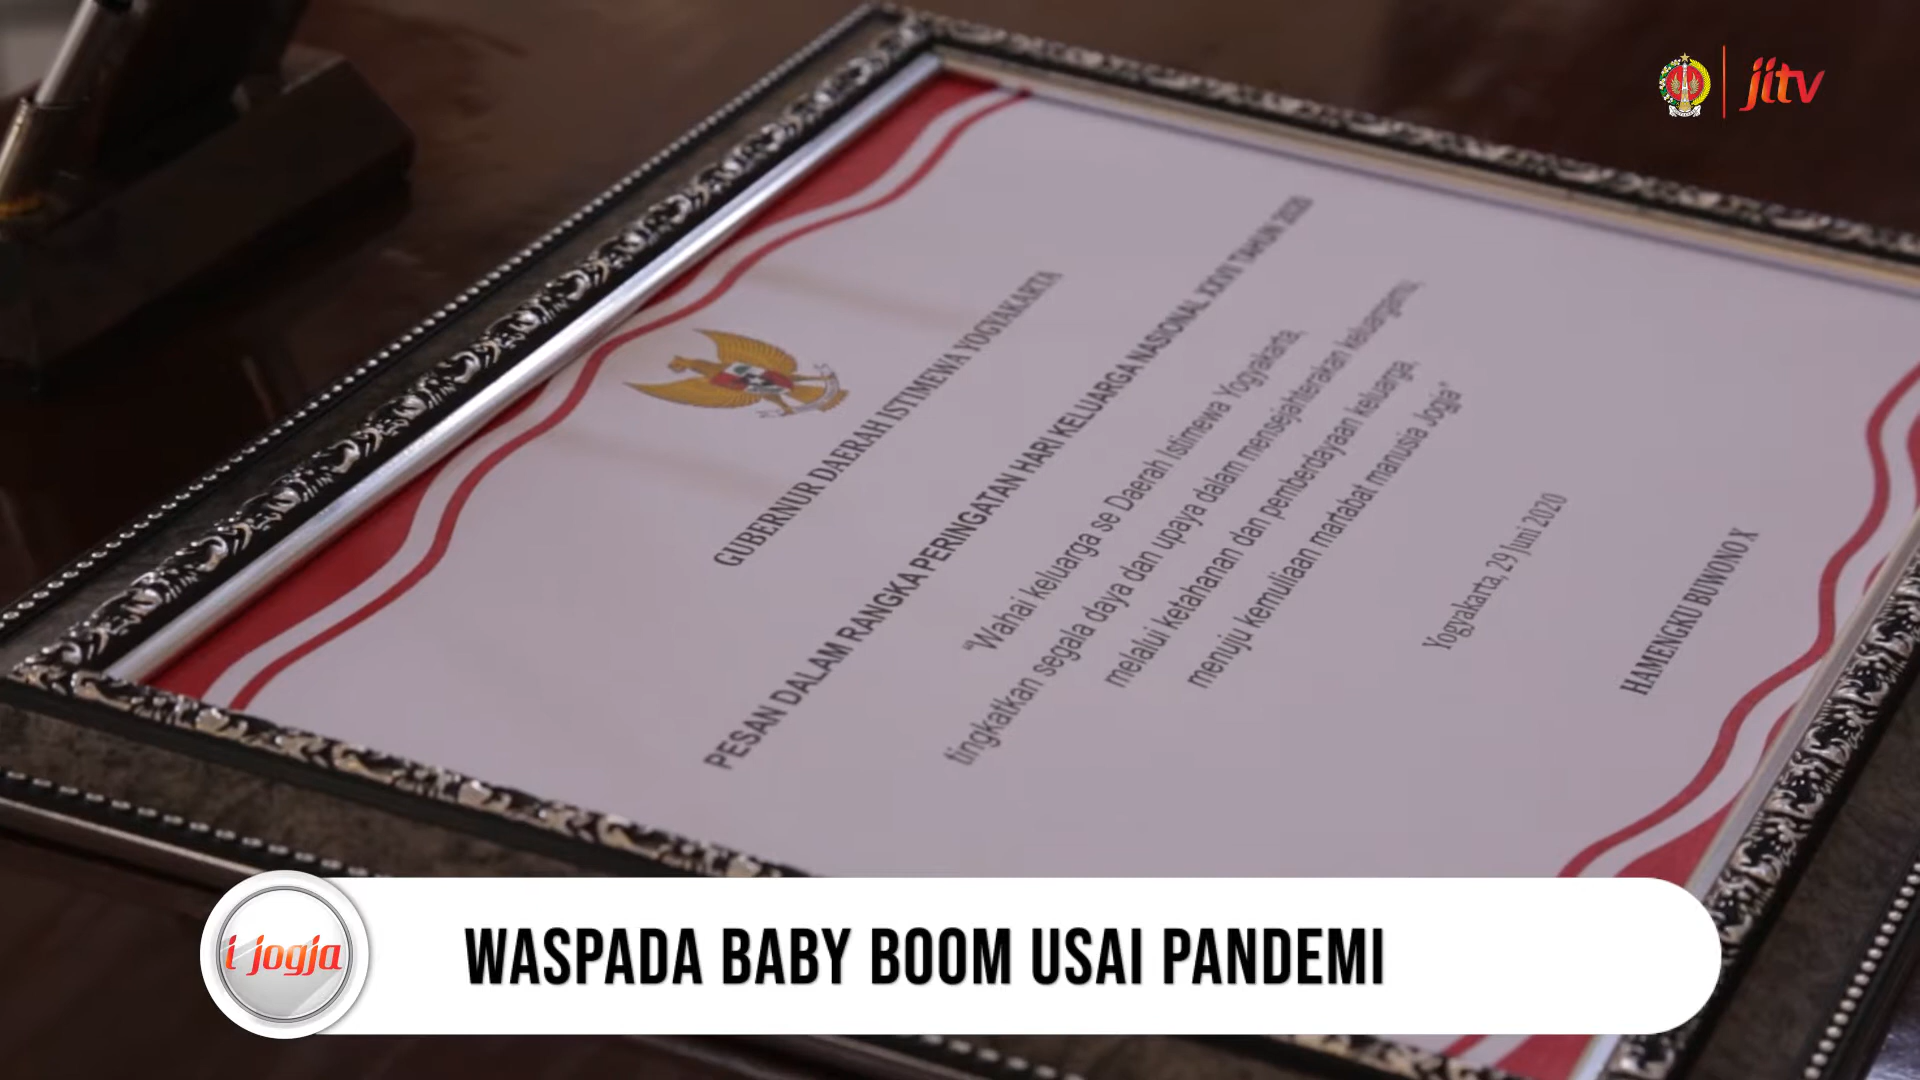 jitv
GUBERNUR DAERAH ISTIMEWA YOGYAKARTA
PESAN DALAM RANGKA PERINGATAN HARI KELUARGA NASIONAL XXVII TAHUN 2020
“Wahai keluarga se Daerah Istimewa Yogyakarta,
tingkatkan segala daya dan upaya dalam mensejahterakan keluargamu,
melalui ketahanan dan pemberdayaan keluarga,
menuju kemuliaan martabat manusia Jogja”
Yogyakarta, 29 Juni 2020
HAMENGKU BUWONO X
i jogja
WASPADA BABY BOOM USAI PANDEMI